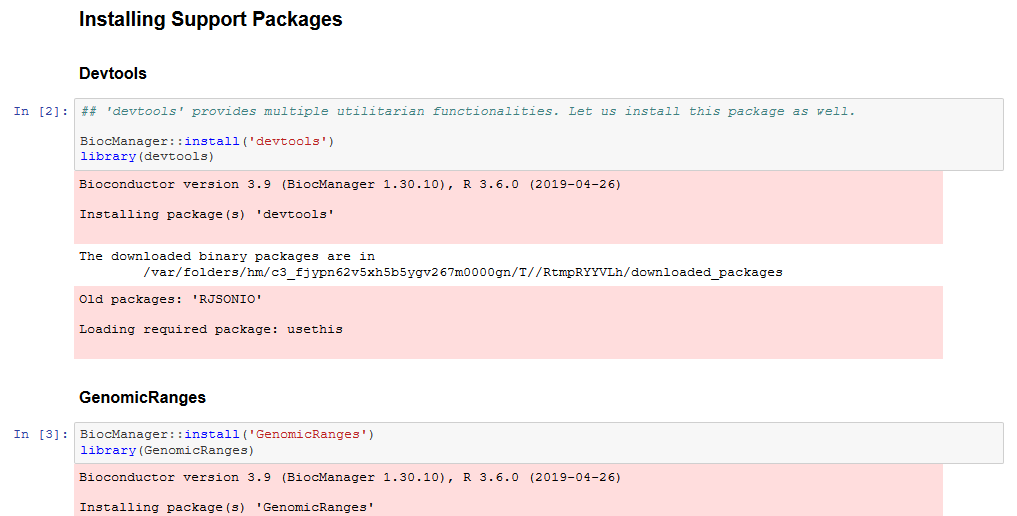 Installing Support Packages
Devtools
In [2]:
## 'devtools' provides multiple utilitarian functionalities. Let us install this package as well.
BiocManager::install('devtools')
library(devtools)
Bioconductor version 3.9 (BiocManager 1.30.10), R 3.6.0 (2019-04-26)
Installing package(s) 'devtools'
The downloaded binary packages are in
/var/folders/hm/c3_fjypn62v5xh5b5ygv267m0000gn/T//RtmpRYYVLh/downloaded_packages
Old packages: 'RJSONIO'
Loading required package: usethis
GenomicRanges
In [3]:
BiocManager::install('GenomicRanges')
library(GenomicRanges)
Bioconductor version 3.9 (BiocManager 1.30.10), R 3.6.0 (2019-04-26)
Installing package(s) 'GenomicRanges'